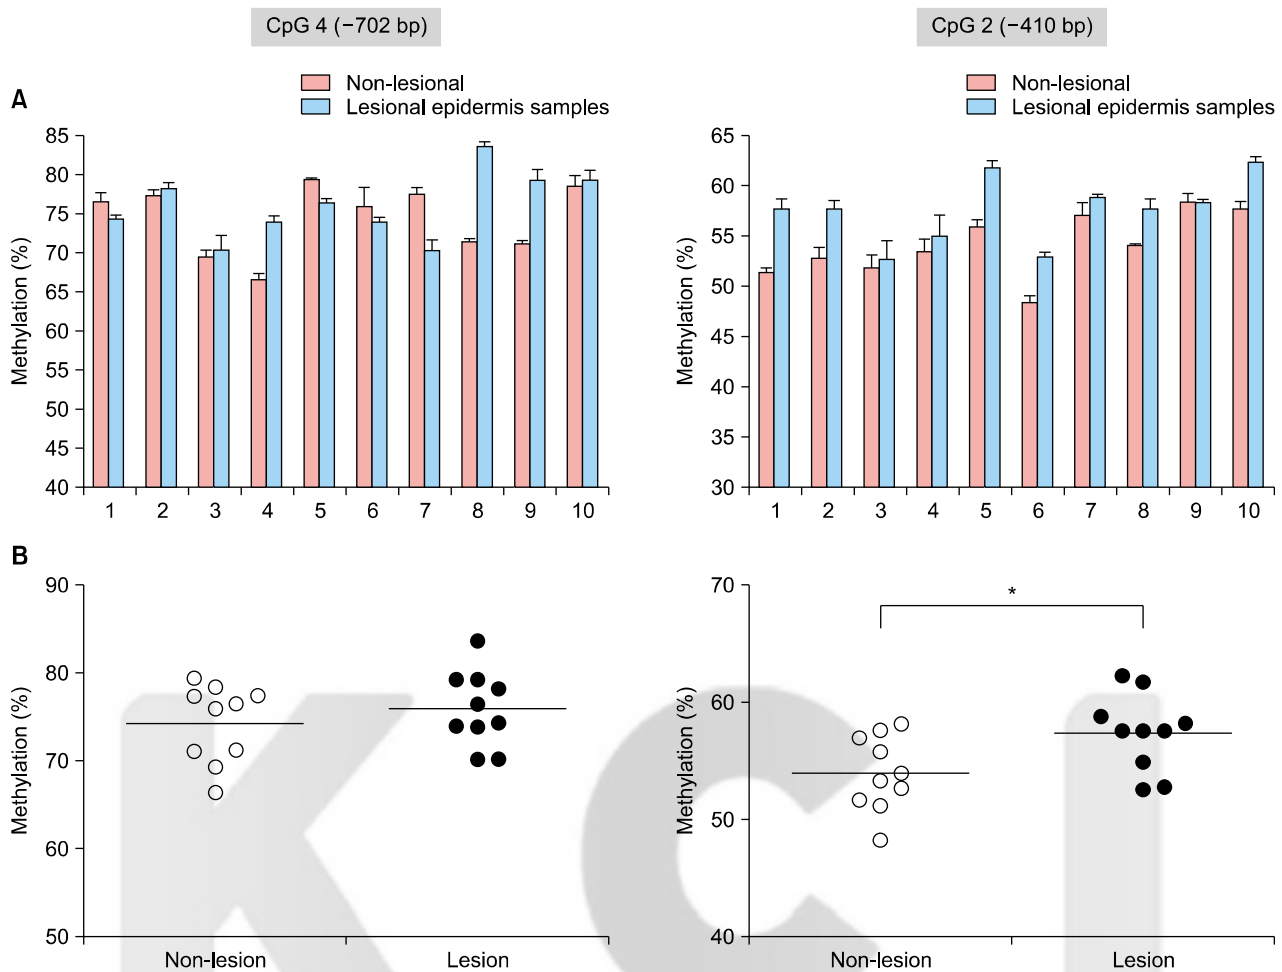 CpG 4 (−702 bp)
CpG 2 (−410 bp)
A
Non-lesional
Lesional epidermis samples
Methylation (%)
85
80
75
70
65
60
55
50
45
40
1 2 3 4 5 6 7 8 9 10
Non-lesional
Lesional epidermis samples
Methylation (%)
65
60
55
50
45
40
35
30
1 2 3 4 5 6 7 8 9 10
B
Methylation (%)
90
80
70
60
50
Non-lesion Lesion
Methylation (%)
70
60
50
40
*
Non-lesion Lesion
KCI